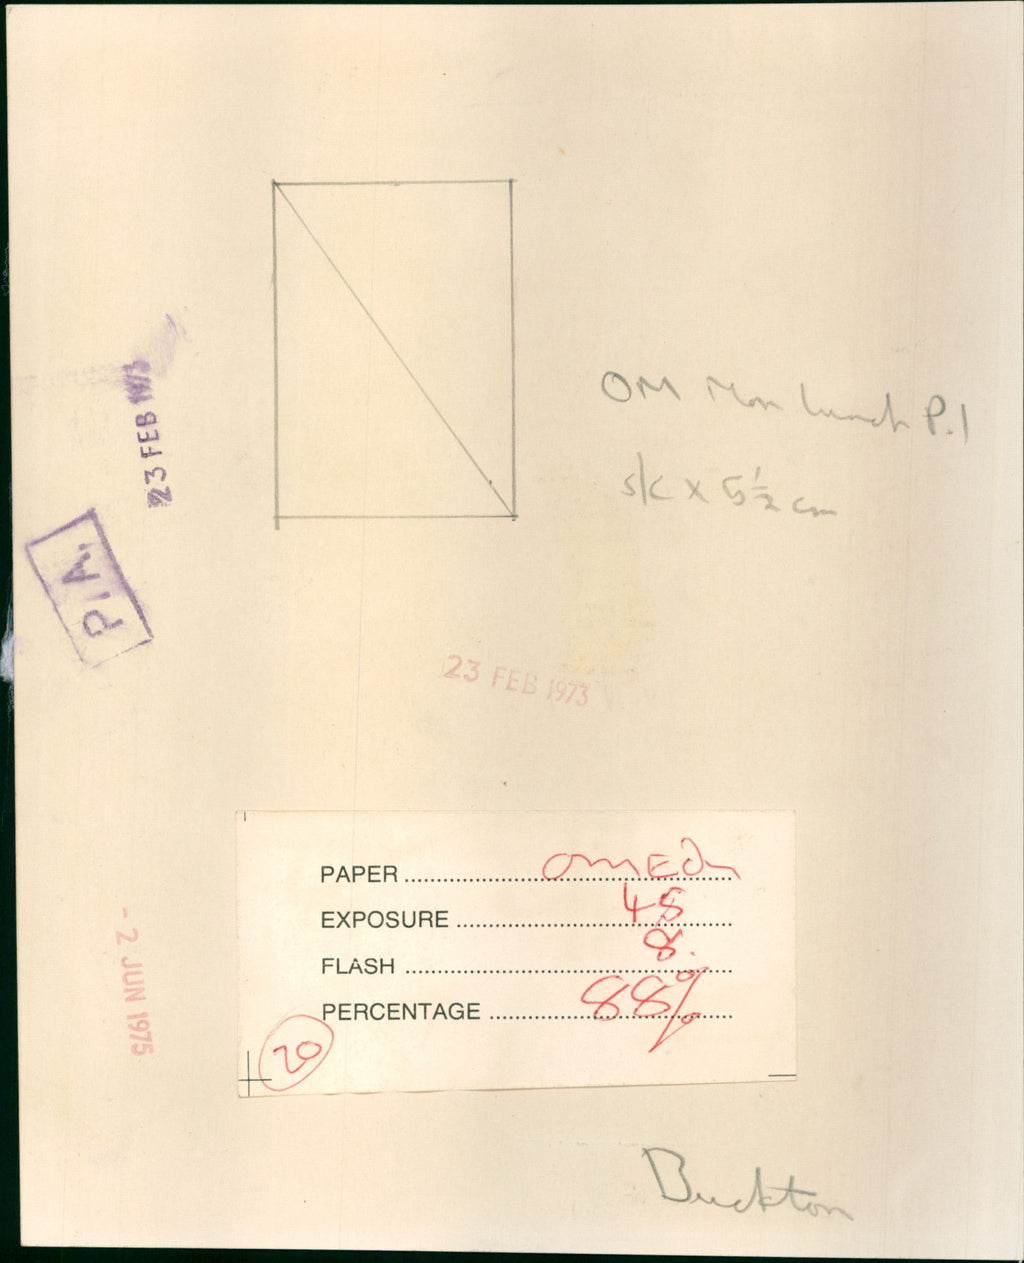 23 FEB 1973
OM Mon lunch P.1
s/c x 5½ cm
P.A.
23 FEB 1973
PAPER ........................
EXPOSURE ........................ 48
FLASH ........................ 8.
PERCENTAGE ........................ 88%
20
- 2 JUN 1975
Buckton